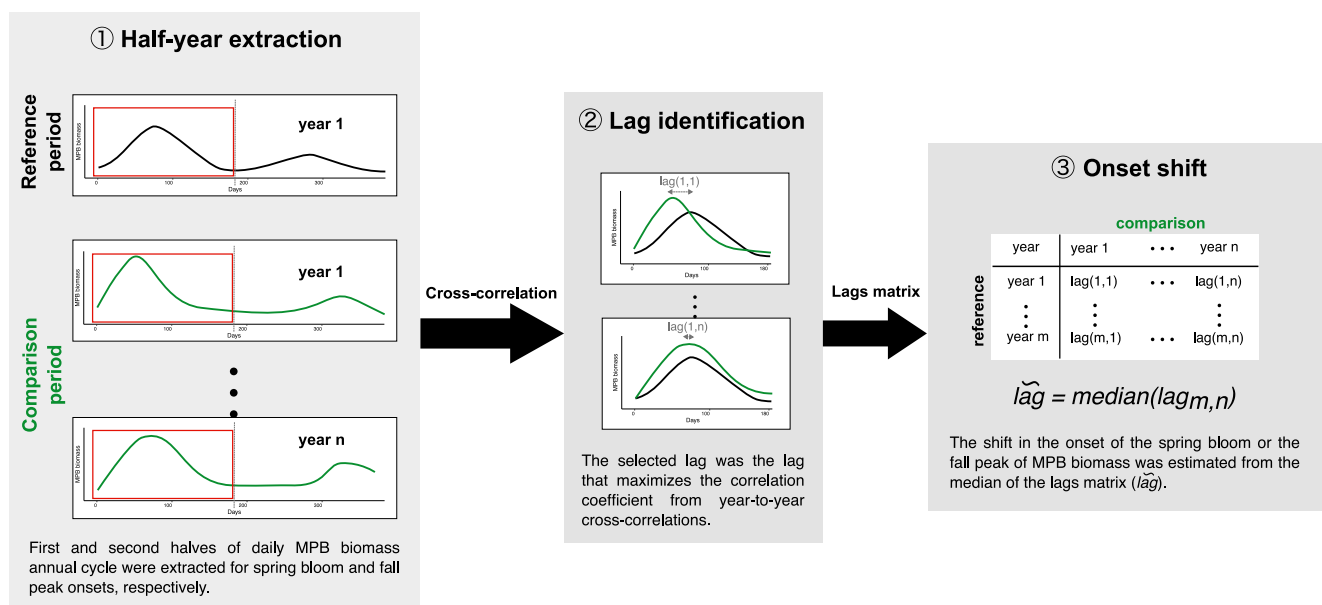 ① Half-year extraction
Reference
period
MPB biomass
year 1
0 100 200 300
Days
Comparison
period
MPB biomass
year 1
0 100 200 300
Days
MPB biomass
year n
0 100 200 300
Days
First and second halves of daily MPB biomass
annual cycle were extracted for spring bloom and fall
peak onsets, respectively.
Cross-correlation
② Lag identification
lag(1,1)
MPB biomass
0 100 180
Days
lag(1,n)
MPB biomass
0 100 180
Days
The selected lag was the lag
that maximizes the correlation
coefficient from year-to-year
cross-correlations.
Lags matrix
③ Onset shift
comparison
reference
year year 1 • • • year n
year 1 lag(1,1) • • • lag(1,n)
year m lag(m,1) • • • lag(m,n)
l͠ag = median(lagm,n)
The shift in the onset of the spring bloom or the
fall peak of MPB biomass was estimated from the
median of the lags matrix (l͠ag).